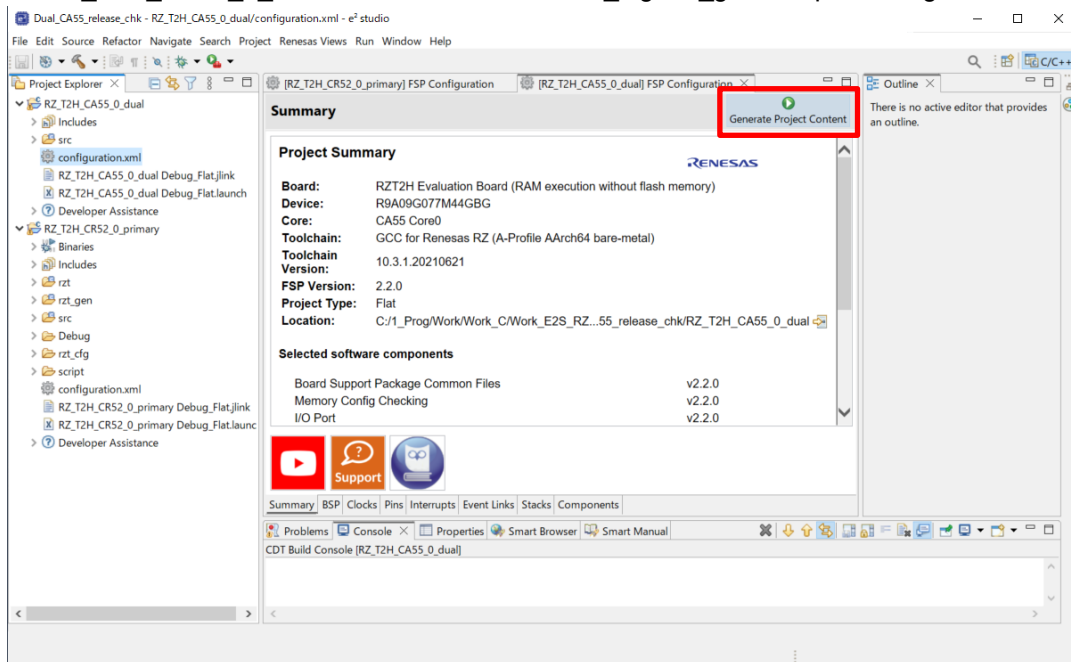 Dual_CA55_release_chk - RZ_T2H_CA55_0_dual/configuration.xml - e² studio
File Edit Source Refactor Navigate Search Project Renesas Views Run Window Help
C/C++
Project Explorer
[RZ_T2H_CR52_0_primary] FSP Configuration
[RZ_T2H_CA55_0_dual] FSP Configuration
Outline
RZ_T2H_CA55_0_dual
Includes
src
configuration.xml
RZ_T2H_CA55_0_dual Debug_Flat.jlink
RZ_T2H_CA55_0_dual Debug_Flat.launch
Developer Assistance
RZ_T2H_CR52_0_primary
Binaries
Includes
rzt
rzt_gen
src
Debug
rzt_cfg
script
configuration.xml
RZ_T2H_CR52_0_primary Debug_Flat.jlink
RZ_T2H_CR52_0_primary Debug_Flat.launc
Developer Assistance
Summary
Generate Project Content
Project Summary
RENESAS
Board: RZT2H Evaluation Board (RAM execution without flash memory)
Device: R9A09G077M44GBG
Core: CA55 Core0
Toolchain: GCC for Renesas RZ (A-Profile AArch64 bare-metal)
Toolchain Version: 10.3.1.20210621
FSP Version: 2.2.0
Project Type: Flat
Location: C:/1_Prog/Work/Work_C/Work_E2S_RZ...55_release_chk/RZ_T2H_CA55_0_dual
Selected software components
Board Support Package Common Files v2.2.0
Memory Config Checking v2.2.0
I/O Port v2.2.0
Support
Summary BSP Clocks Pins Interrupts Event Links Stacks Components
There is no active editor that provides
an outline.
Problems Console Properties Smart Browser Smart Manual
CDT Build Console [RZ_T2H_CA55_0_dual]